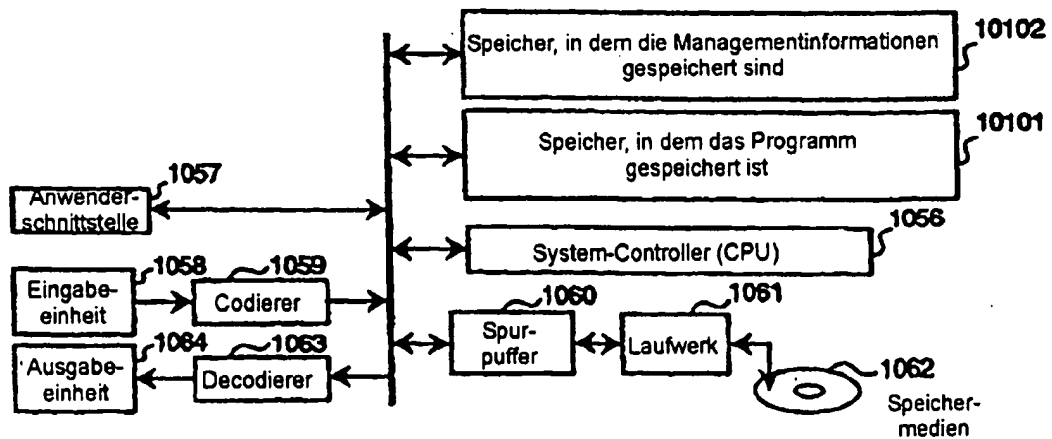 10102
Speicher, in dem die Managementinformationen
gespeichert sind
10101
Speicher, in dem das Programm
gespeichert ist
1057
Anwender-
schnittstelle
1056
System-Controller (CPU)
1058
Eingabe-
einheit
1059
Codierer
1060
Spur-
puffer
1061
Laufwerk
1064
Ausgabe-
einheit
1063
Decodierer
1062
Speicher-
medien